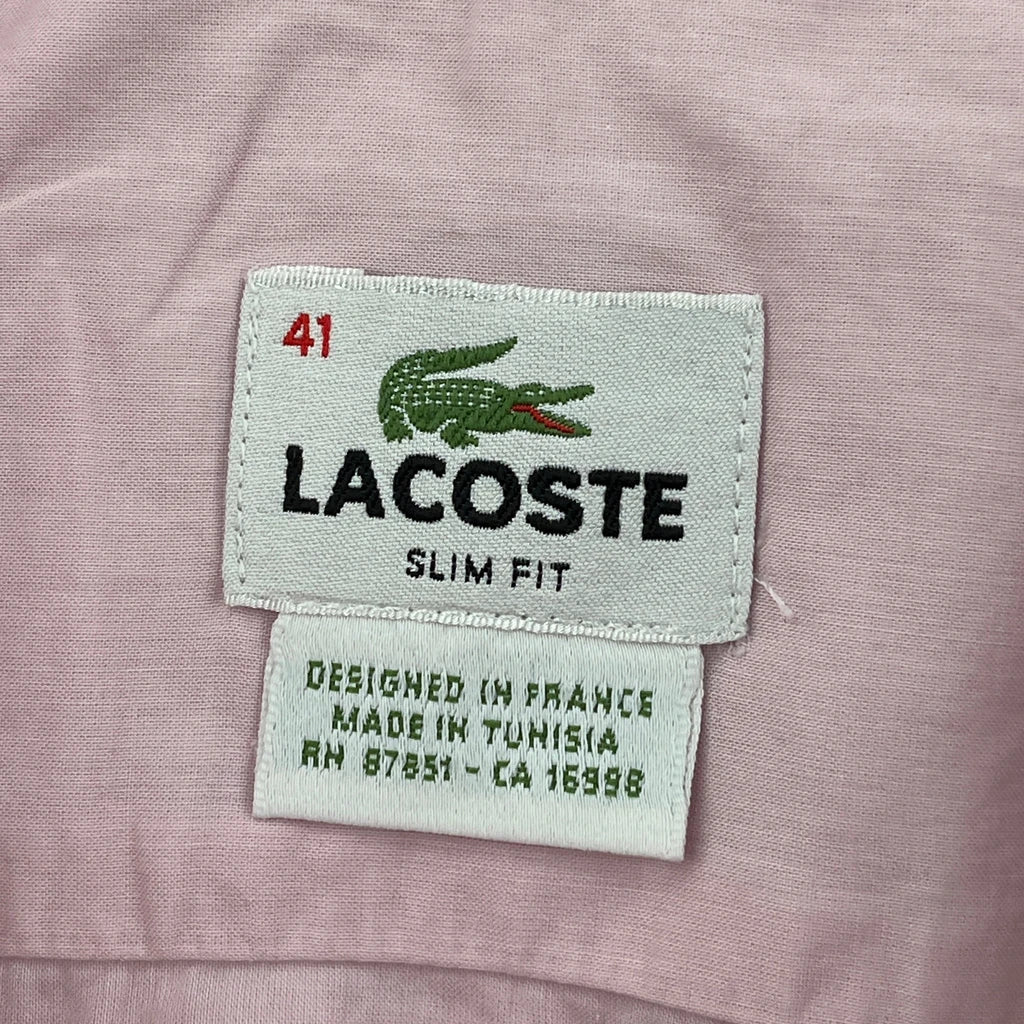 41
LACOSTE
SLIM FIT
DESIGNED IN FRANCE
MADE IN TUNISIA
RN 87851 - CA 16998